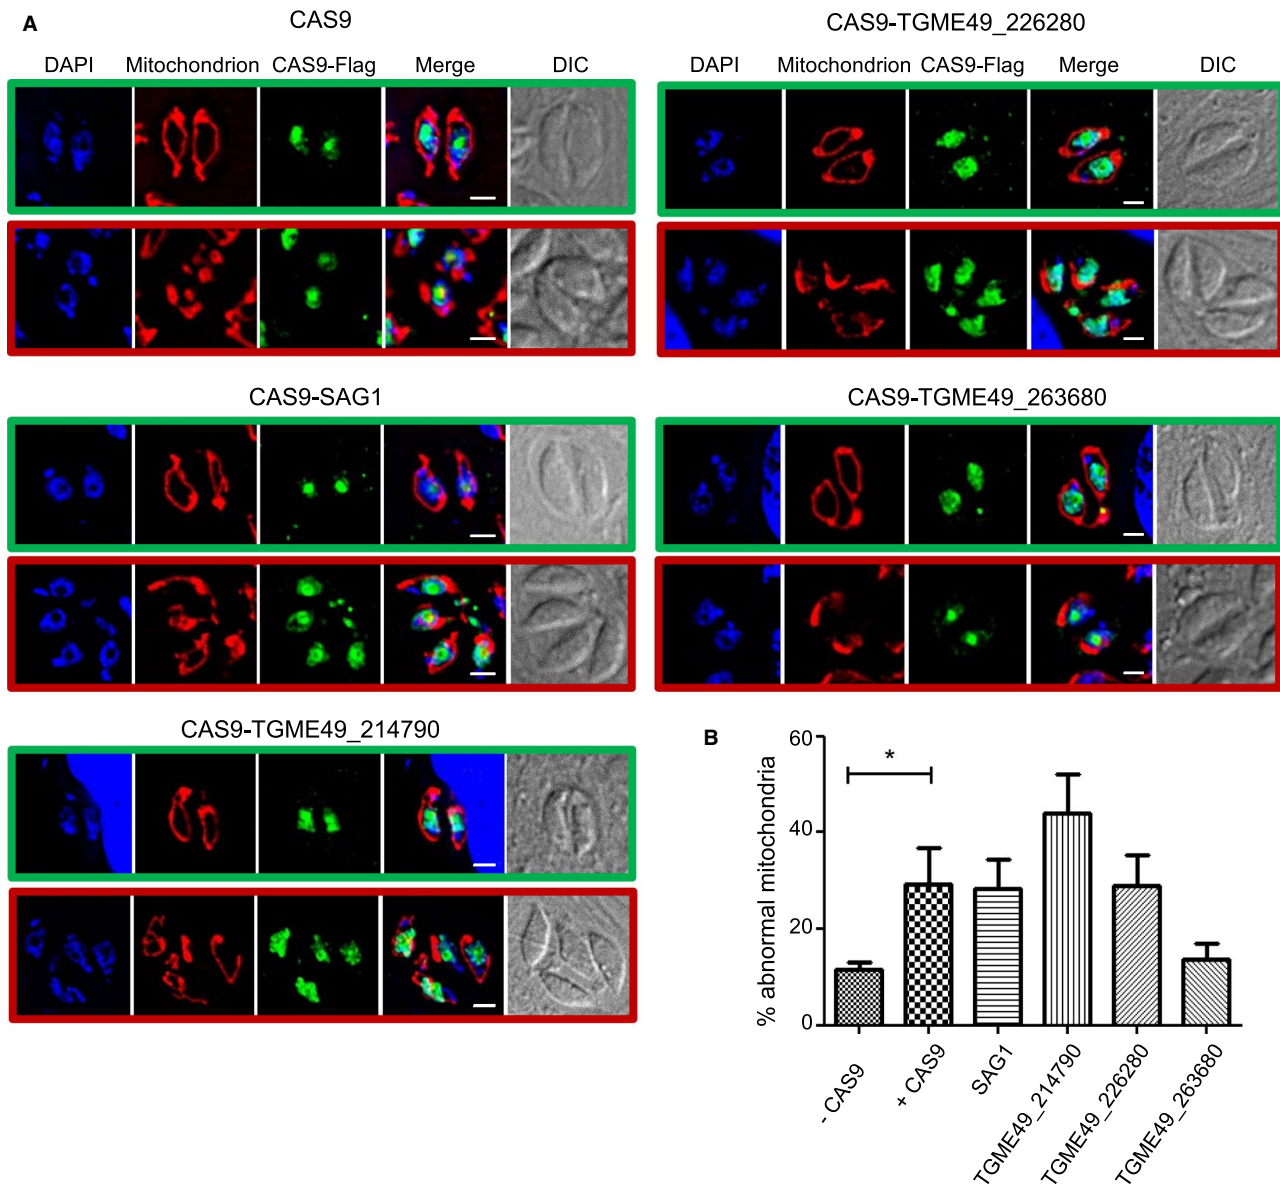 A
CAS9
DAPI Mitochondrion CAS9-Flag Merge DIC
CAS9-TGME49_226280
DAPI Mitochondrion CAS9-Flag Merge DIC
CAS9-SAG1
CAS9-TGME49_263680
CAS9-TGME49_214790
B
% abnormal mitochondria
60
40
20
0
*
- CAS9
+ CAS9
SAG1
TGME49_214790
TGME49_226280
TGME49_263680